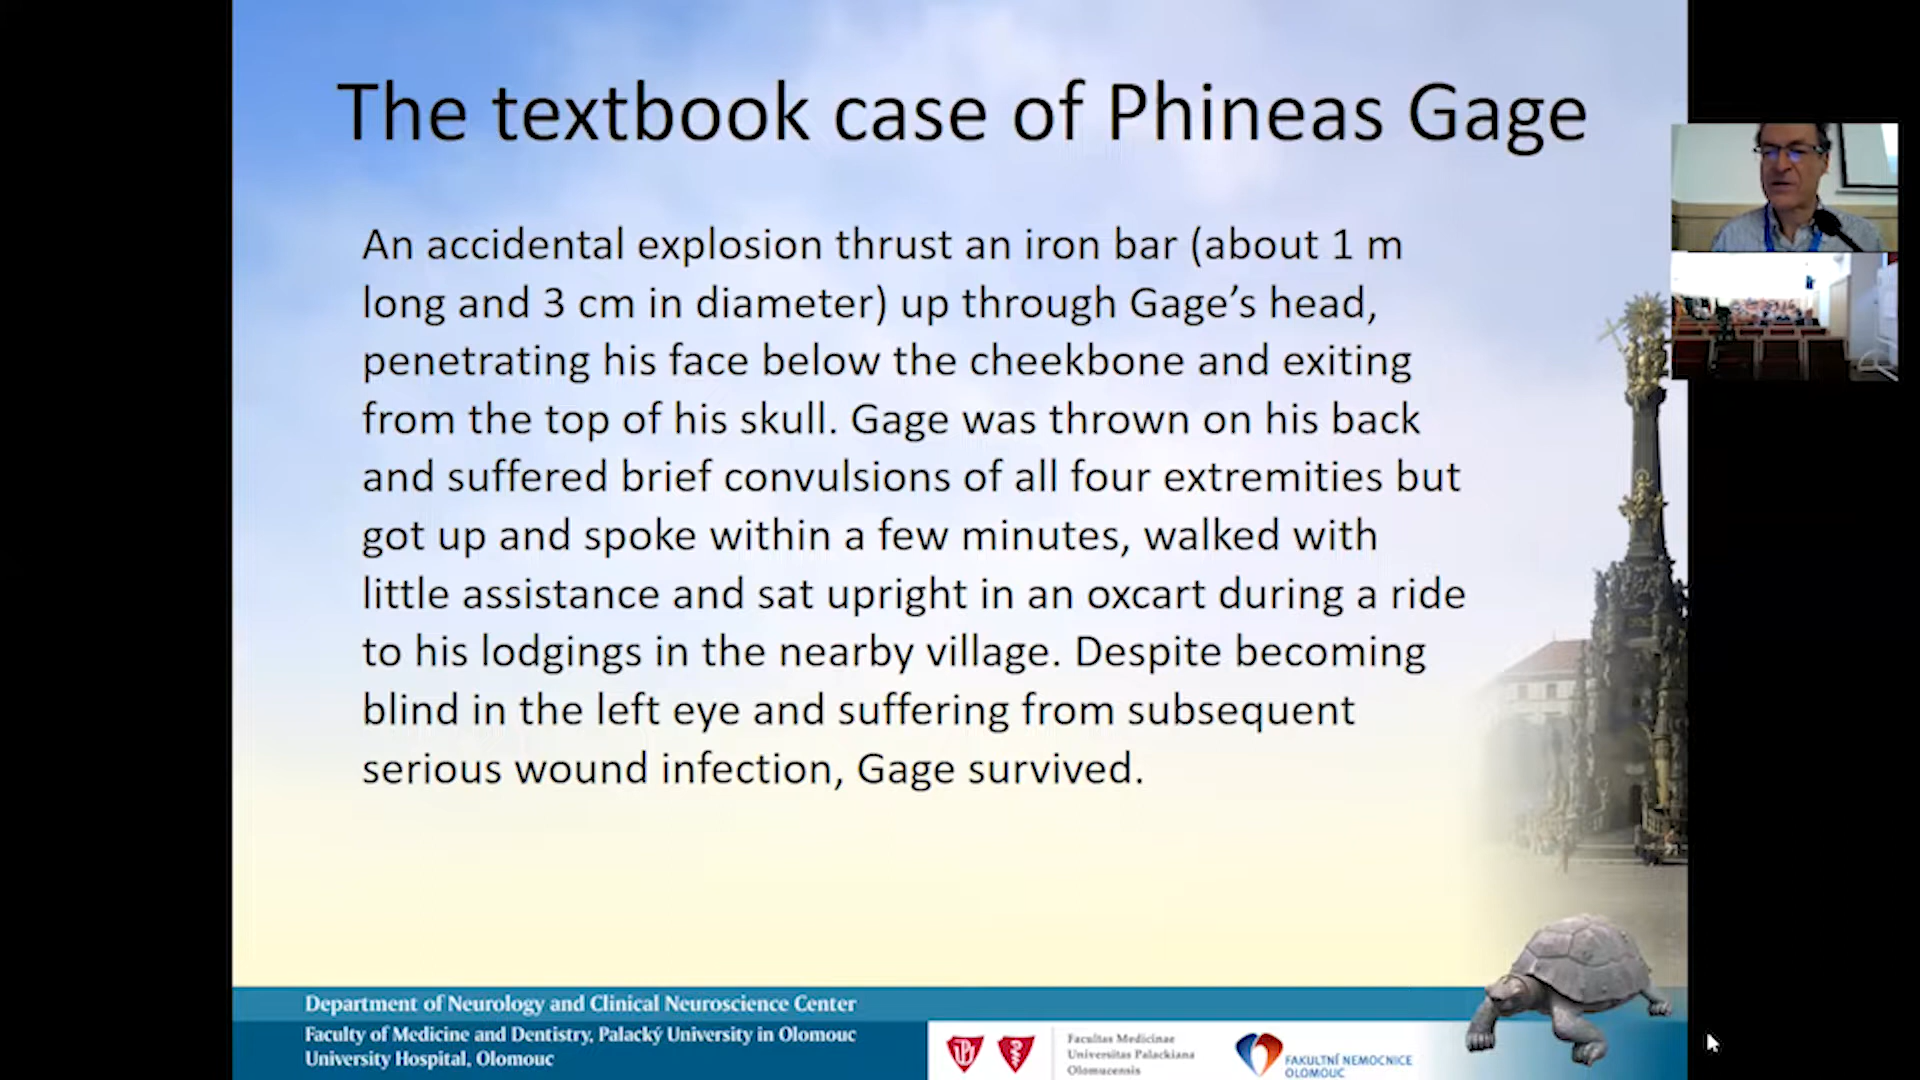 The textbook case of Phineas Gage
An accidental explosion thrust an iron bar (about 1 m
long and 3 cm in diameter) up through Gage’s head,
penetrating his face below the cheekbone and exiting
from the top of his skull. Gage was thrown on his back
and suffered brief convulsions of all four extremities but
got up and spoke within a few minutes, walked with
little assistance and sat upright in an oxcart during a ride
to his lodgings in the nearby village. Despite becoming
blind in the left eye and suffering from subsequent
serious wound infection, Gage survived.
Department of Neurology and Clinical Neuroscience Center
Faculty of Medicine and Dentistry, Palacký University in Olomouc
University Hospital, Olomouc
Facultas Medicinae
Universitas Palackiana
Olomucensis
FAKULTNÍ NEMOCNICE
OLOMOUC